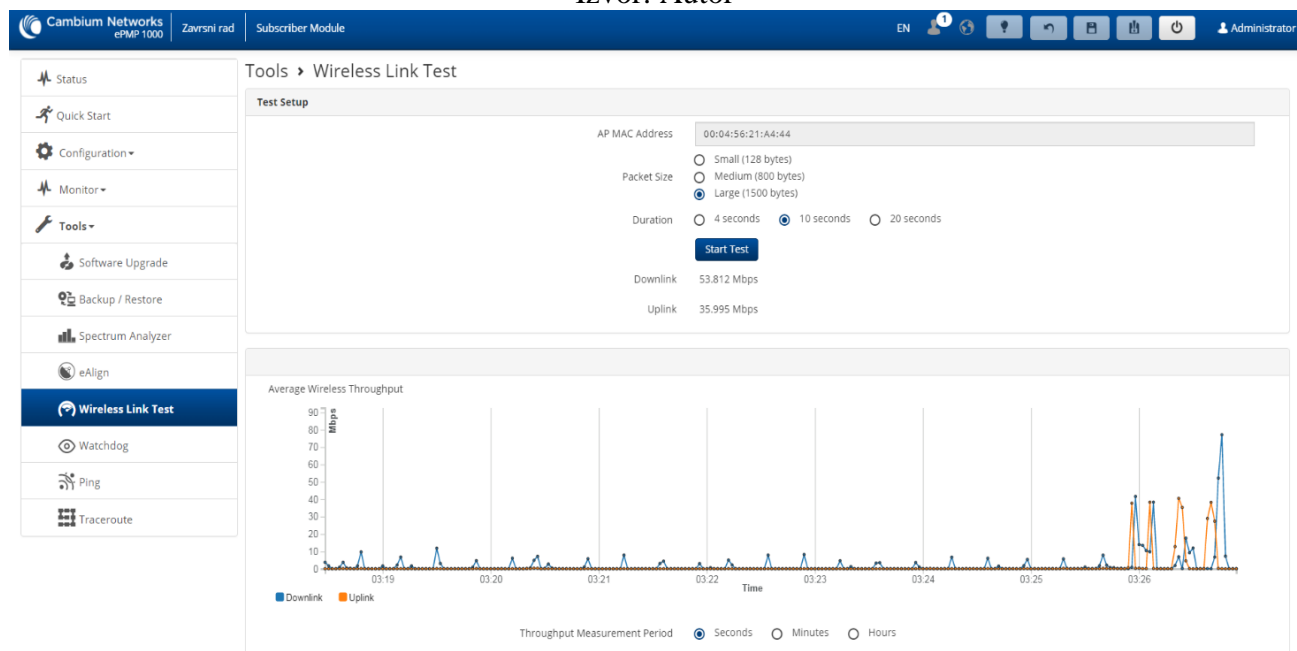 Izvor: Autor
Cambium Networks
ePMP 1000
Zavrsni rad
Subscriber Module
EN
1
Administrator
Status
Quick Start
Configuration
Monitor
Tools
Software Upgrade
Backup / Restore
Spectrum Analyzer
eAlign
Wireless Link Test
Watchdog
Ping
Traceroute
Tools > Wireless Link Test
Test Setup
AP MAC Address 00:04:56:21:A4:44
Packet Size
Small (128 bytes)
Medium (800 bytes)
Large (1500 bytes)
Duration 4 seconds 10 seconds 20 seconds
Start Test
Downlink 53.812 Mbps
Uplink 35.995 Mbps
Average Wireless Throughput
Mbps
90
80
70
60
50
40
30
20
10
0
03:19 03:20 03:21 03:22 03:23 03:24 03:25 03:26
Time
Downlink Uplink
Throughput Measurement Period Seconds Minutes Hours